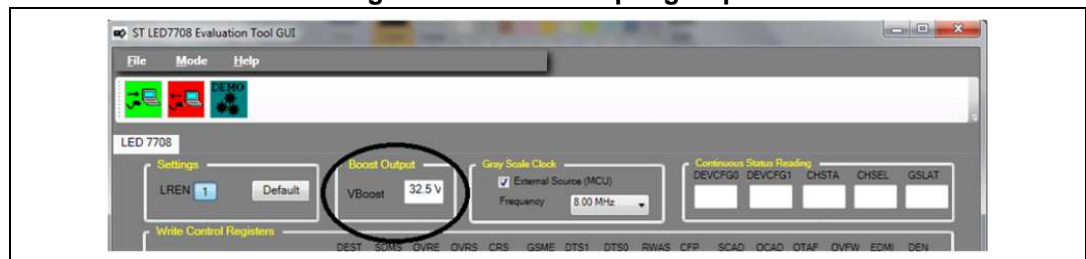 ST LED7708 Evaluation Tool GUI
File Mode Help
DEMO
LED 7708
Settings
LREN 1 Default
Boost Output
VBoost 32.5 V
Gray Scale Clock
External Source (MCU)
Frequency 8.00 MHz
Continuous Status Reading
DEVCFG0 DEVCFG1 CHSTA CHSEL GSLAT
Write Control Registers
DEST SDMS OVRE OVRS CRS GSME DTS1 DTS0 RWAS CFP SCAD OCAD OTAF OVFW EDMI DEN